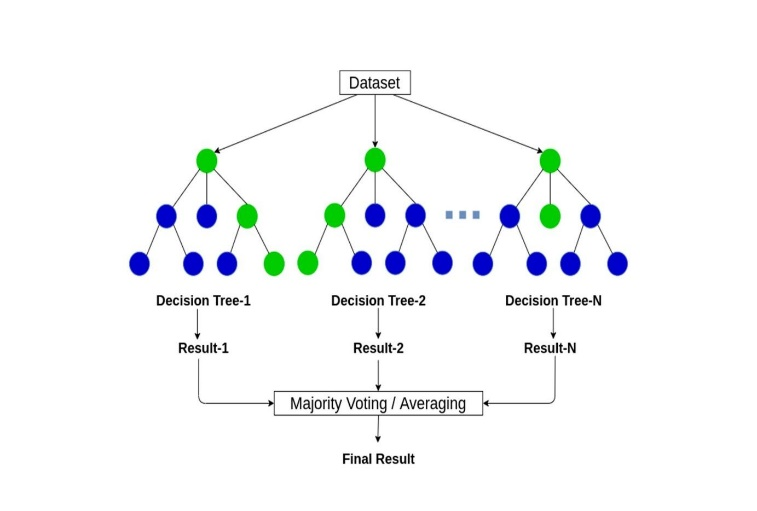 Dataset
Decision Tree-1
Decision Tree-2
Decision Tree-N
Result-1
Result-2
Result-N
Majority Voting / Averaging
Final Result